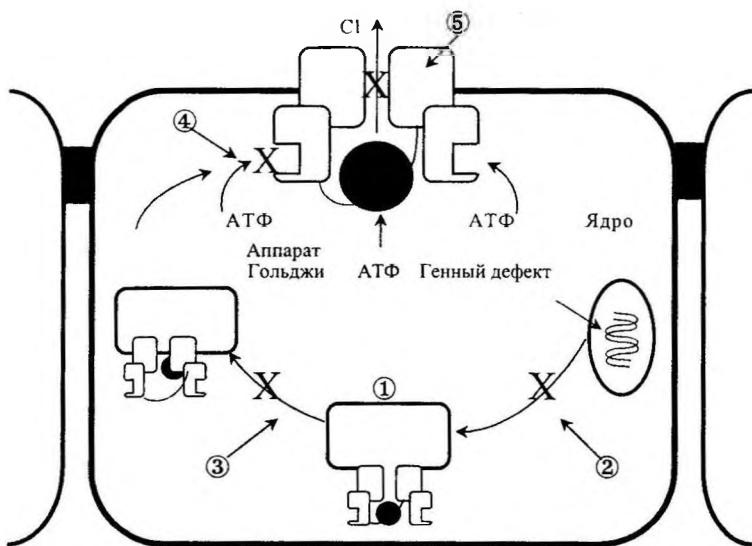 Cl
⑤
X
④
X
АТФ
АТФ
Ядро
Аппарат
Гольджи
АТФ
Генный дефект
①
X
X
③
②